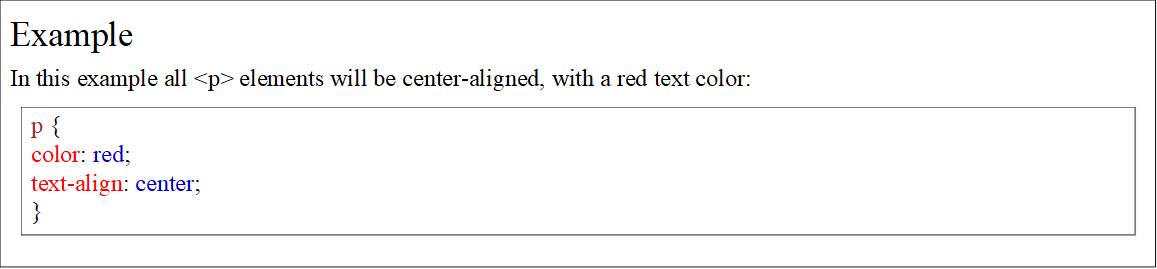 Example
In this example all <p> elements will be center-aligned, with a red text color:
p {
color: red;
text-align: center;
}